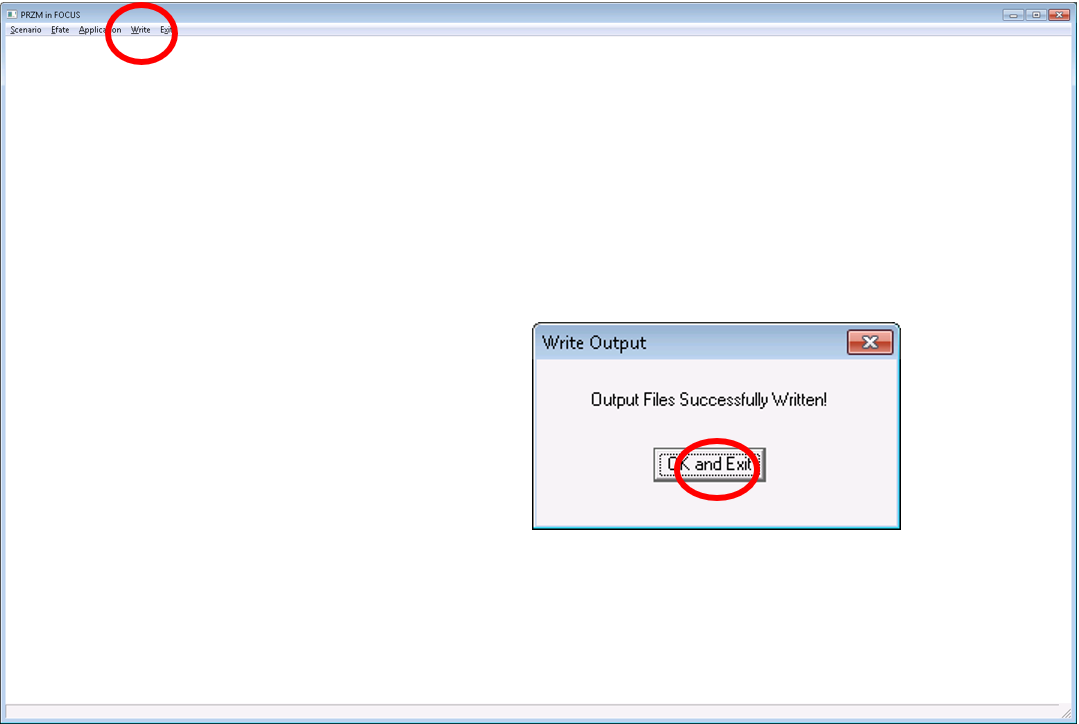 PRZM in FOCUS
Scenario Efate Application Write Exit
Write Output
Output Files Successfully Written!
OK and Exit